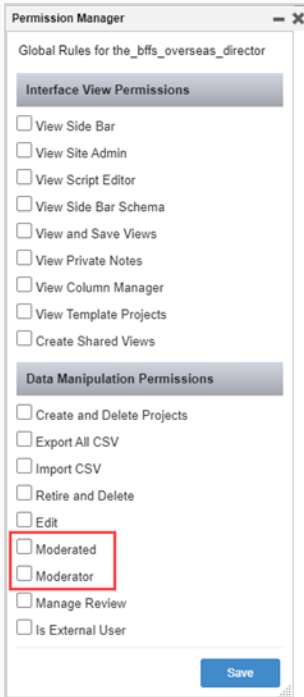 Permission Manager
Global Rules for the_bffs_overseas_director
Interface View Permissions
View Side Bar
View Site Admin
View Script Editor
View Side Bar Schema
View and Save Views
View Private Notes
View Column Manager
View Template Projects
Create Shared Views
Data Manipulation Permissions
Create and Delete Projects
Export All CSV
Import CSV
Retire and Delete
Edit
Moderated
Moderator
Manage Review
Is External User
Save